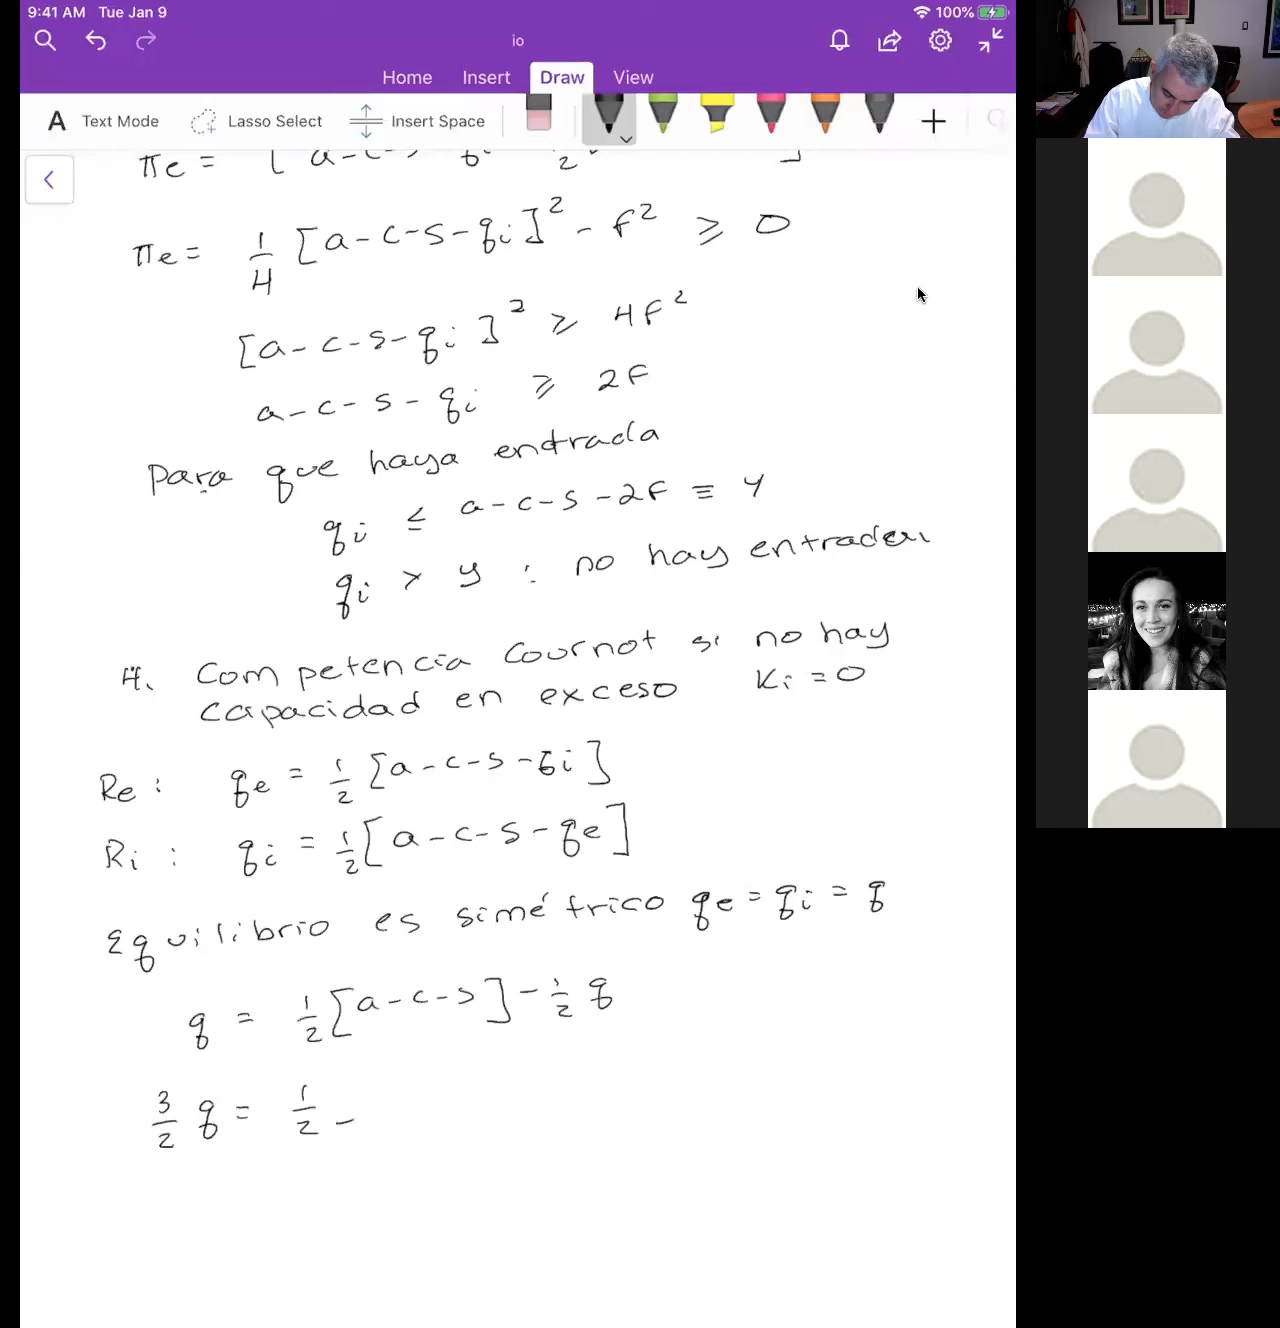 9:41 AM Tue Jan 9
100%
io
Home Insert Draw View
A Text Mode Lasso Select Insert Space
πe = [ a-c-s
πe = 1/4 [a-c-s-qi]² - f² ≥ 0
[a-c-s-qi]² ≥ 4F²
a-c-s-qi ≥ 2F
Para que haya entrada
qi ≤ a-c-s-2F ≡ Y
qi > y : no hay entrada
4. Competencia Cournot si no hay
capacidad en exceso Ki = 0
Re: qe = 1/2 [a-c-s-qi]
Ri: qi = 1/2 [a-c-s-qe]
Equilibrio es simétrico qe = qi = q
q = 1/2 [a-c-s] - 1/2 q
3/2 q = 1/2 -